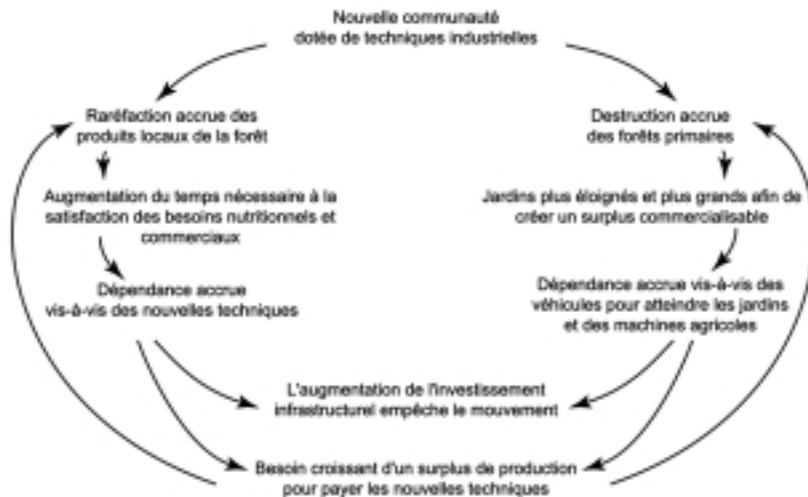 Nouvelle communauté
dotée de techniques industrielles
Raréfaction accrue des
produits locaux de la forêt
Destruction accrue
des forêts primaires
Augmentation du temps nécessaire à la
satisfaction des besoins nutritionnels et
commerciaux
Jardins plus éloignés et plus grands afin de
créer un surplus commercialisable
Dépendance accrue
vis-à-vis des nouvelles techniques
Dépendance accrue vis-à-vis des
véhicules pour atteindre les jardins
et des machines agricoles
L'augmentation de l'investissement
infrastructurel empêche le mouvement
Besoin croissant d'un surplus de production
pour payer les nouvelles techniques